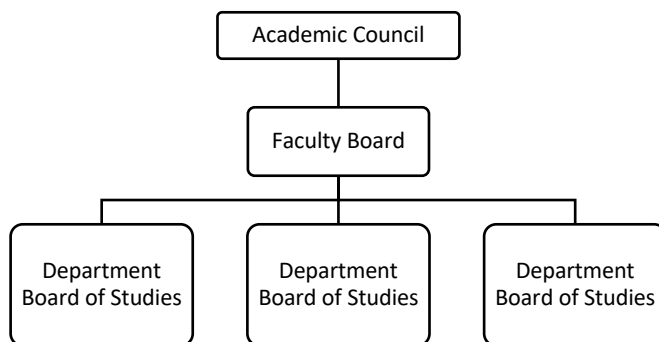 Academic Council
Faculty Board
Department
Board of Studies
Department
Board of Studies
Department
Board of Studies